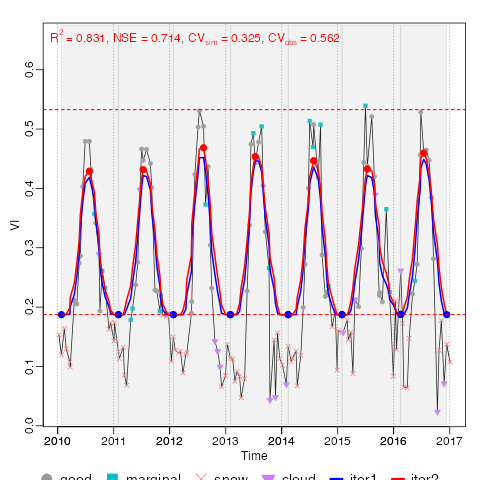 R² = 0.831, NSE = 0.714, CVsim = 0.325, CVobs = 0.562
0.6
0.5
0.4
0.3
0.2
0.1
0.0
VI
2010 2011 2012 2013 2014 2015 2016 2017
Time
good marginal snow cloud iter1 iter2